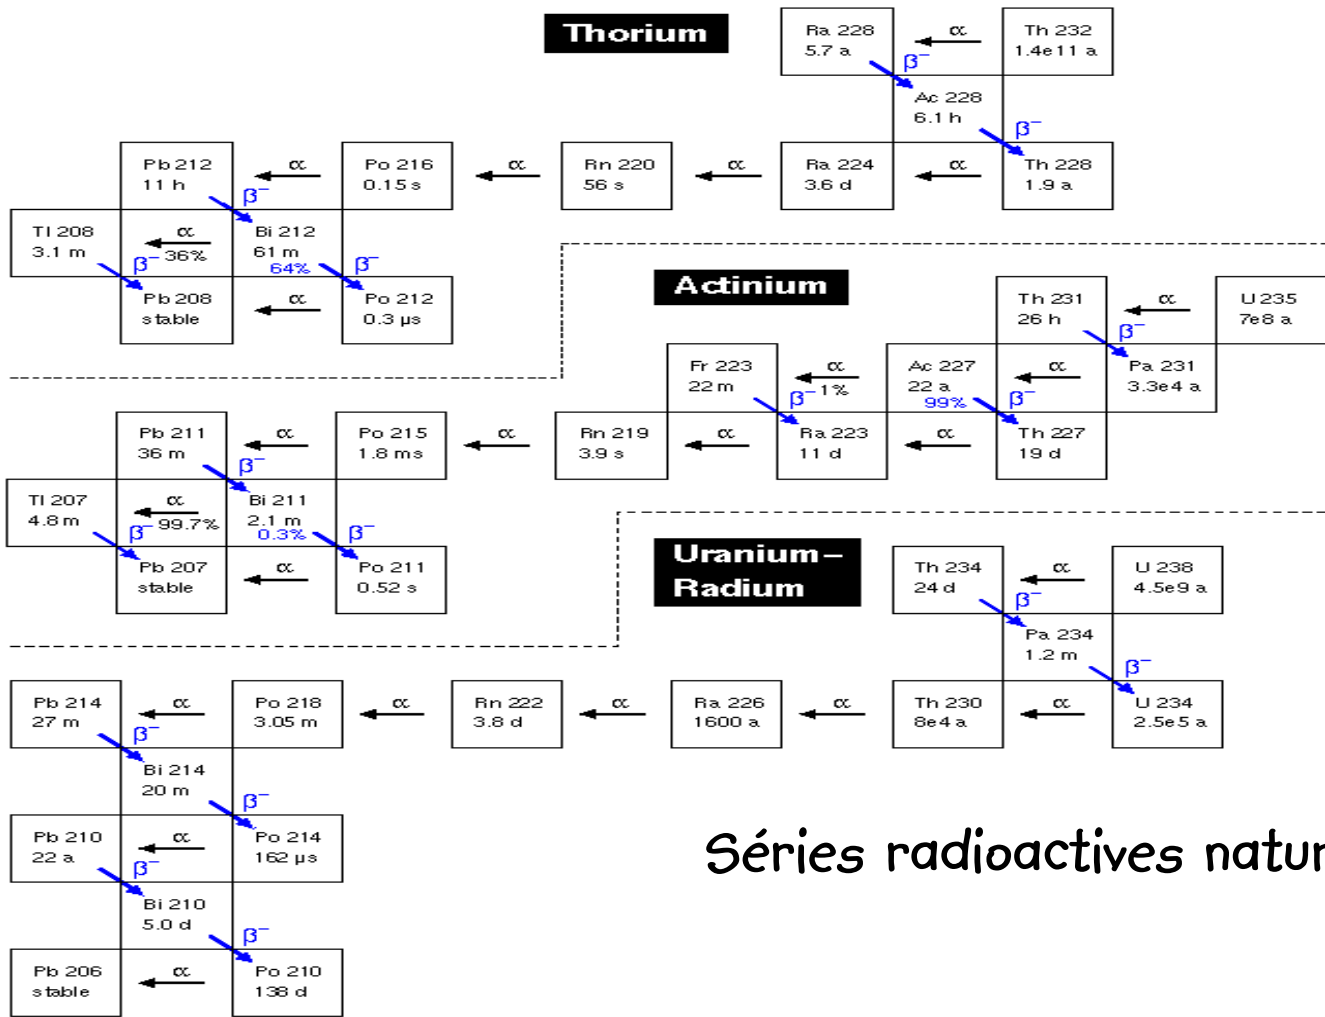 Thorium
Ra 228
5.7 a
α
Th 232
1.4e11 a
β⁻
Ac 228
6.1 h
β⁻
Pb 212
11 h
α
Po 216
0.15 s
α
Rn 220
56 s
α
Ra 224
3.6 d
α
Th 228
1.9 a
β⁻
Tl 208
3.1 m
α
36%
Bi 212
61 m
64%
β⁻
β⁻
Pb 208
stable
α
Po 212
0.3 µs
Actinium
Th 231
26 h
α
U 235
7e8 a
β⁻
Fr 223
22 m
α
1%
Ac 227
22 a
99%
α
Pa 231
3.3e4 a
β⁻
β⁻
Pb 211
36 m
α
Po 215
1.8 ms
α
Rn 219
3.9 s
α
Ra 223
11 d
α
Th 227
19 d
β⁻
Tl 207
4.8 m
α
99.7%
Bi 211
2.1 m
0.3%
β⁻
β⁻
Pb 207
stable
α
Po 211
0.52 s
Uranium–
Radium
Th 234
24 d
α
U 238
4.5e9 a
β⁻
Pa 234
1.2 m
β⁻
Pb 214
27 m
α
Po 218
3.05 m
α
Rn 222
3.8 d
α
Ra 226
1600 a
α
Th 230
8e4 a
α
U 234
2.5e5 a
β⁻
Bi 214
20 m
β⁻
Pb 210
22 a
α
Po 214
162 µs
β⁻
Bi 210
5.0 d
β⁻
Pb 206
stable
α
Po 210
138 d
Séries radioactives natur